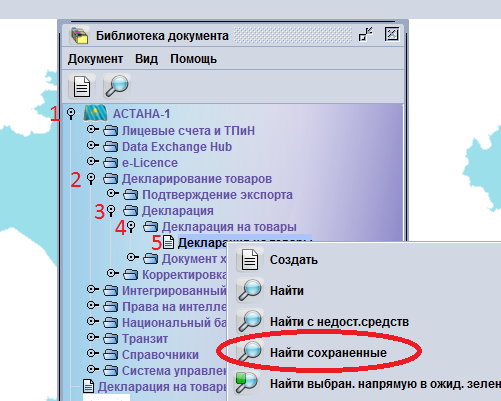 Библиотека документа
Документ Вид Помощь
1 АСТАНА-1
Лицевые счета и ТПиН
Data Exchange Hub
e-Licence
2 Декларирование товаров
Подтверждение экспорта
3 Декларация
4 Декларация на товары
5 Декларация на товары
Документ х
Корректировка
Интегрированный
Права на интелле
Национальный ба
Транзит
Справочники
Система управлен
Декларация на товары
Создать
Найти
Найти с недост.средств
Найти сохраненные
Найти выбран. напрямую в ожид. зелен